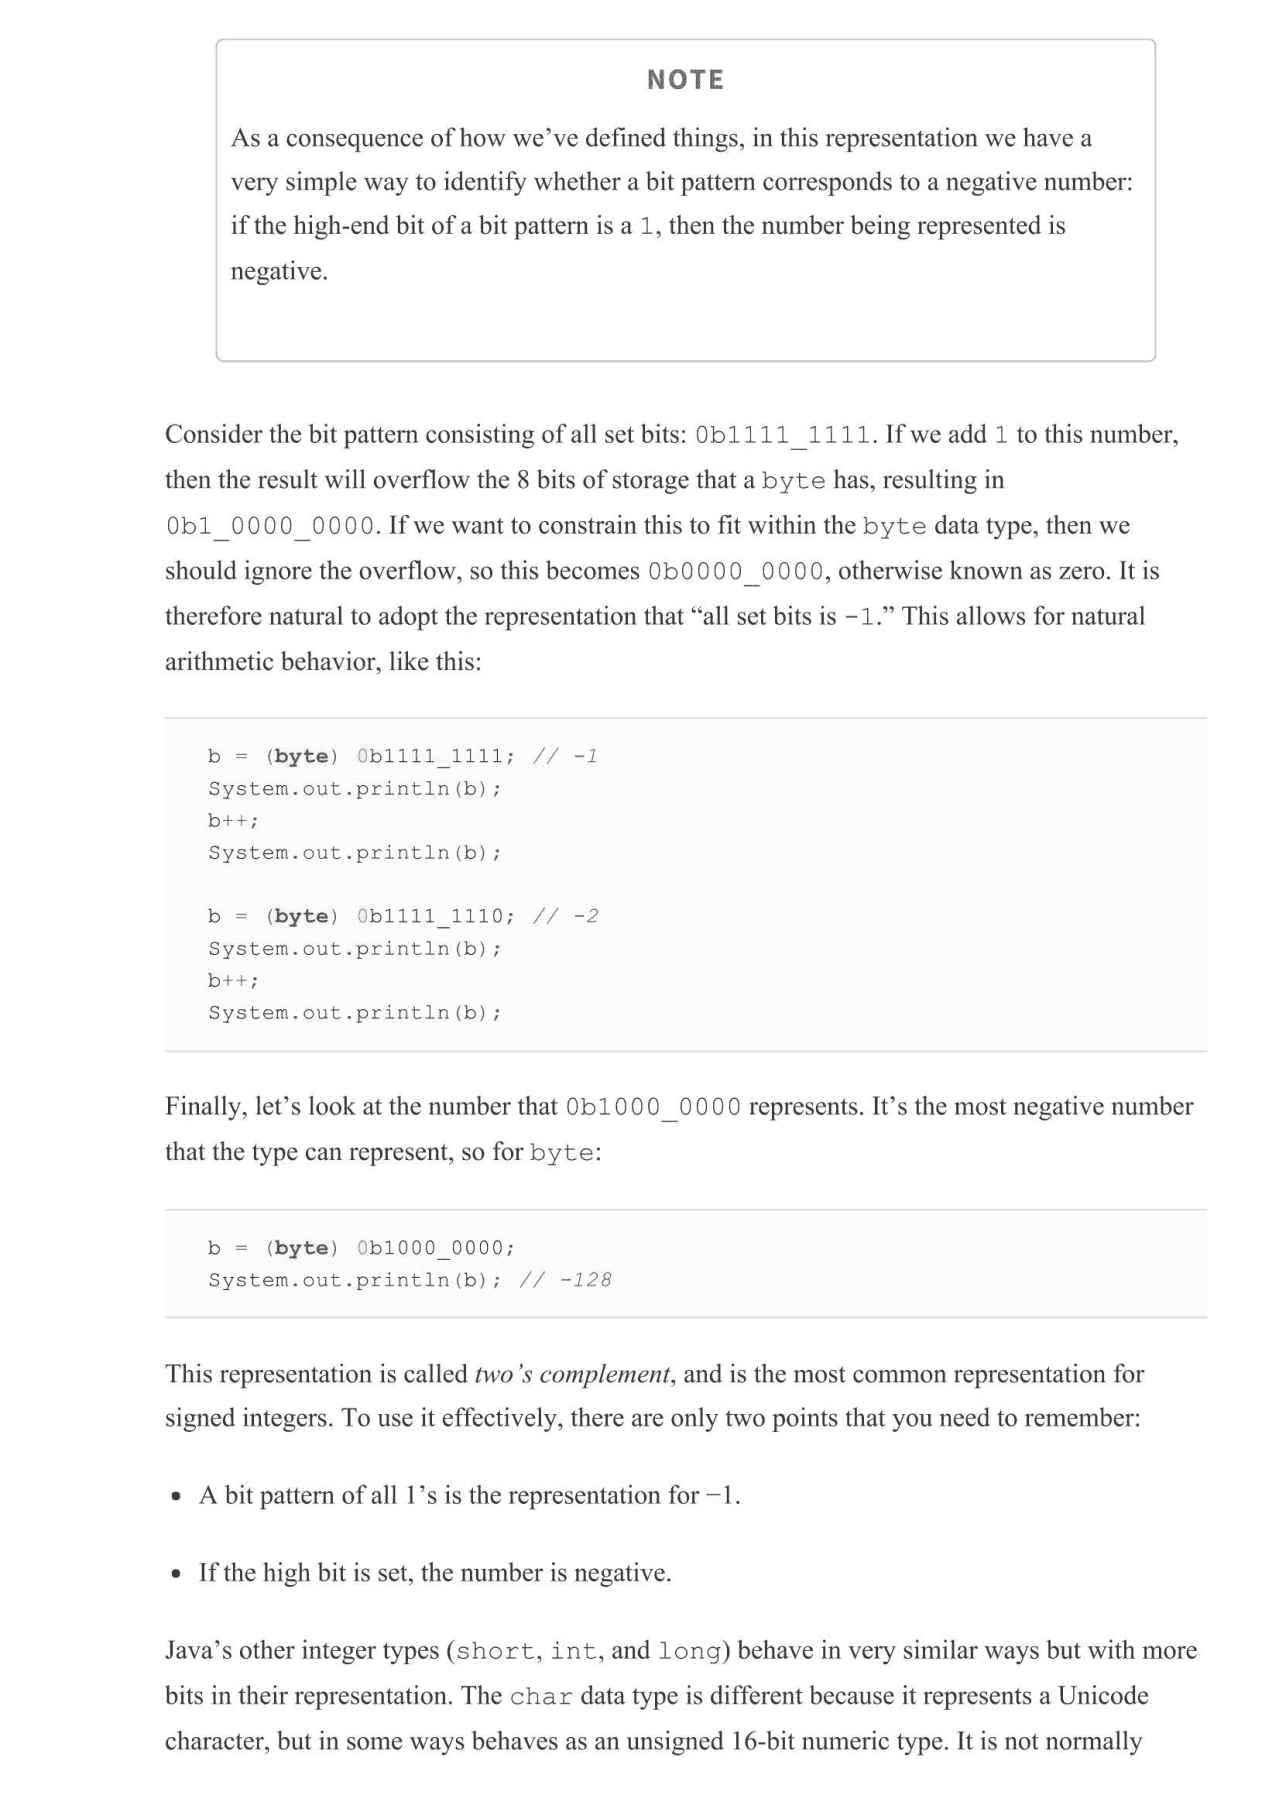 NOTE
As a consequence of how we’ve defined things, in this representation we have a
very simple way to identify whether a bit pattern corresponds to a negative number:
if the high-end bit of a bit pattern is a 1, then the number being represented is
negative.
Consider the bit pattern consisting of all set bits: 0b1111_1111. If we add 1 to this number,
then the result will overflow the 8 bits of storage that a byte has, resulting in
0b1_0000_0000. If we want to constrain this to fit within the byte data type, then we
should ignore the overflow, so this becomes 0b0000_0000, otherwise known as zero. It is
therefore natural to adopt the representation that “all set bits is −1.” This allows for natural
arithmetic behavior, like this:
b = (byte) 0b1111_1111; // -1
System.out.println(b);
b++;
System.out.println(b);
b = (byte) 0b1111_1110; // -2
System.out.println(b);
b++;
System.out.println(b);
Finally, let’s look at the number that 0b1000_0000 represents. It’s the most negative number
that the type can represent, so for byte:
b = (byte) 0b1000_0000;
System.out.println(b); // -128
This representation is called two’s complement, and is the most common representation for
signed integers. To use it effectively, there are only two points that you need to remember:
• A bit pattern of all 1’s is the representation for −1.
• If the high bit is set, the number is negative.
Java’s other integer types (short, int, and long) behave in very similar ways but with more
bits in their representation. The char data type is different because it represents a Unicode
character, but in some ways behaves as an unsigned 16-bit numeric type. It is not normally